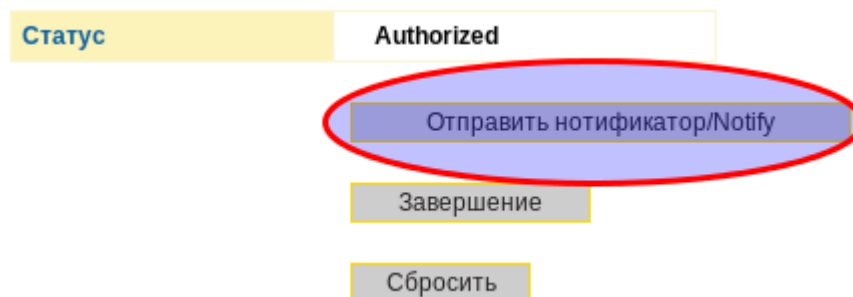 Статус Authorized
Отправить нотификатор/Notify
Завершение
Сбросить